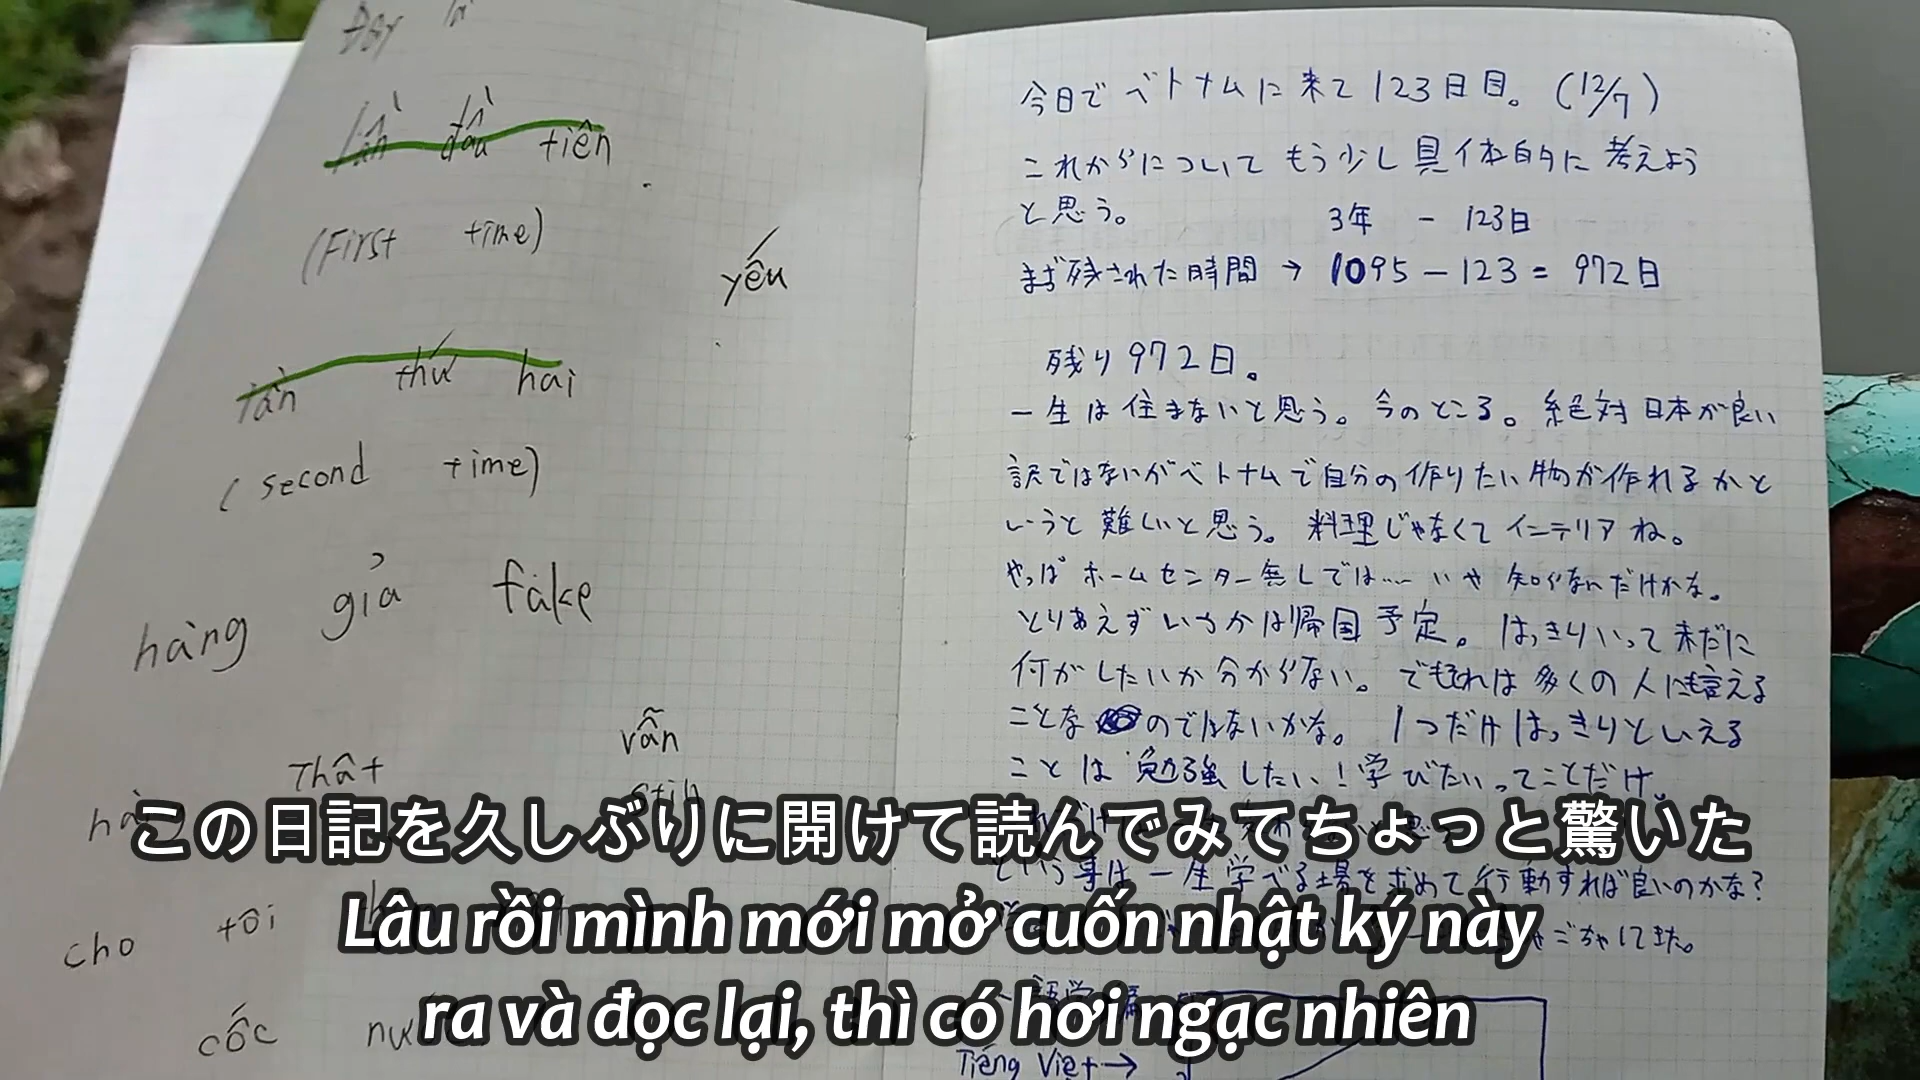 Đây là
lần đầu tiên
(First time)
yếu
lần thứ hai
(second time)
hàng giả fake
Thật vẫn
hàng
cho tôi
cốc
今日でベトナムに来て123日目。(12/7)
これからについてもう少し具体的に考えよう
と思う。
3年 - 123日
まず残された時間 → 1095 - 123 = 972日
残り972日。
一生は住まないと思う。今のところ。絶対日本が良い
訳ではないがベトナムで自分の作りたい物が作れるかと
いうと難しいと思う。料理じゃなくてインテリアね。
やっぱホームセンター無しでは…… いや知らないだけかな。
とりあえずいつかは帰国予定。はっきりいって未だに
何がしたいか分からない。でもそれは多くの人にも言える
ことな のではないかな。1つだけはっきりといえる
ことは勉強したい!学びたいってことだけ。
という事は一生学べる場を求めて行動すれば良いのかな?
ごちゃしてきた。
語学
Tiếng Việt →
この日記を久しぶりに開けて読んでみてちょっと驚いた
Lâu rồi mình mới mở cuốn nhật ký này
ra và đọc lại, thì có hơi ngạc nhiên